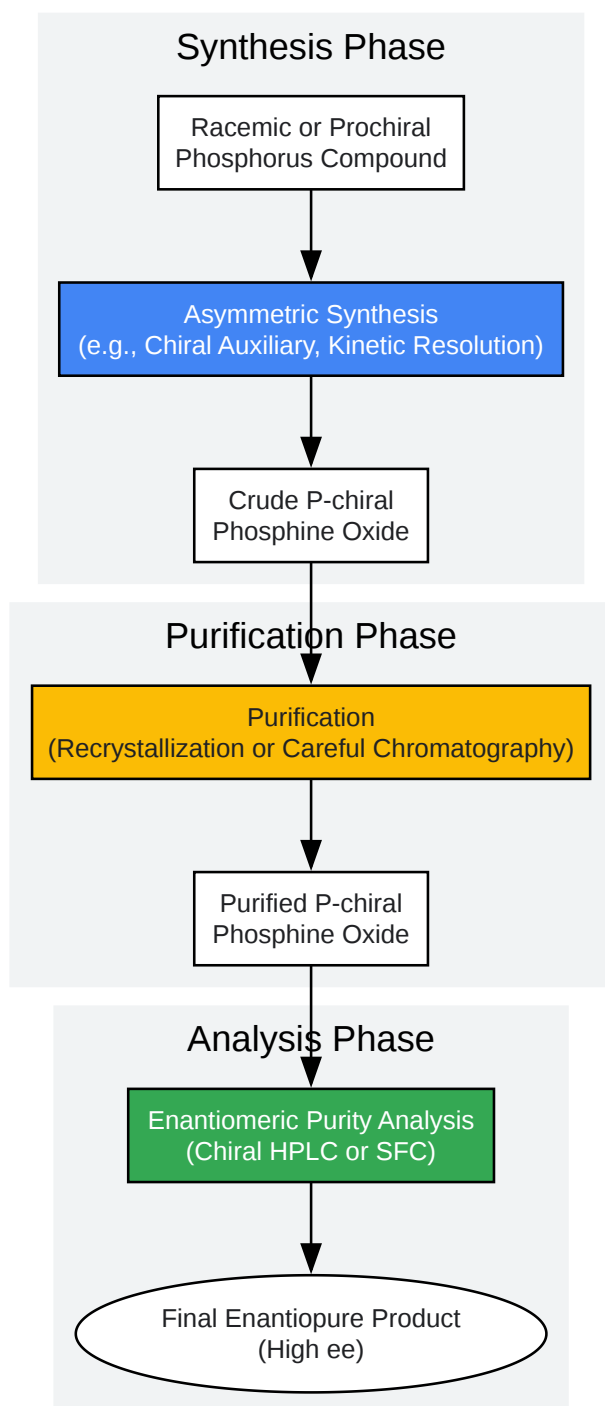 Synthesis Phase
Racemic or Prochiral
Phosphorus Compound
Asymmetric Synthesis
(e.g., Chiral Auxiliary, Kinetic Resolution)
Crude P-chiral
Phosphine Oxide
Purification Phase
Purification
(Recrystallization or Careful Chromatography)
Purified P-chiral
Phosphine Oxide
Analysis Phase
Enantiomeric Purity Analysis
(Chiral HPLC or SFC)
Final Enantiopure Product
(High ee)